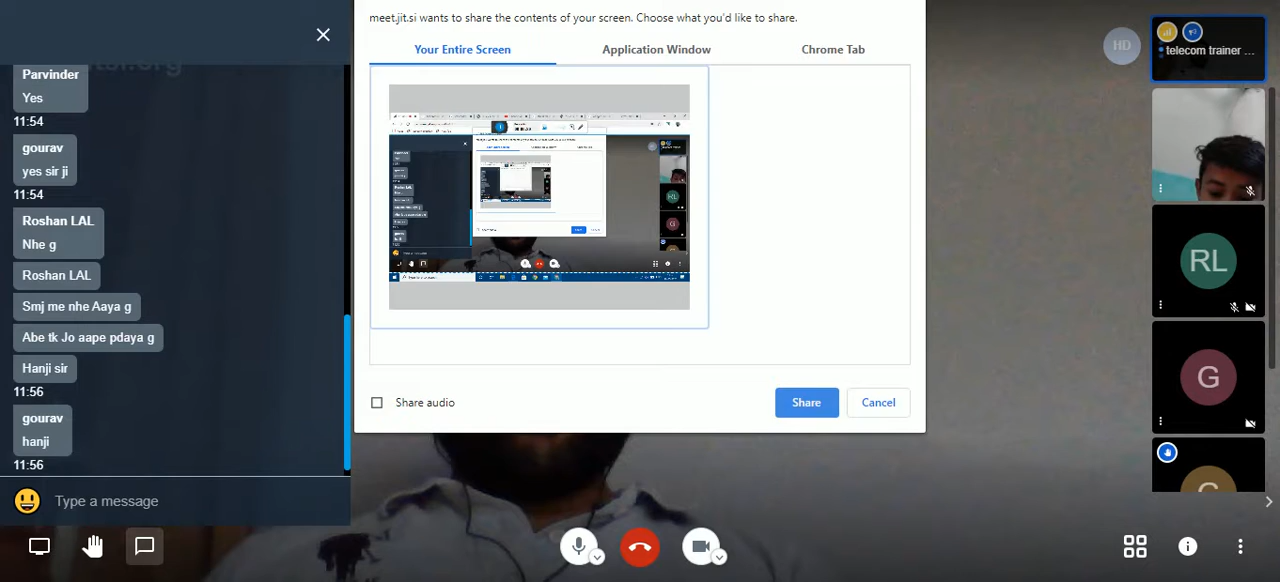 meet.jit.si wants to share the contents of your screen. Choose what you'd like to share.
Your Entire Screen
Application Window
Chrome Tab
Share audio
Share
Cancel
Parvinder
Yes
11:54
gourav
yes sir ji
11:54
Roshan LAL
Nhe g
Roshan LAL
Smj me nhe Aaya g
Abe tk Jo aape pdaya g
Hanji sir
11:56
gourav
hanji
11:56
Type a message
HD
telecom trainer ...
RL
G